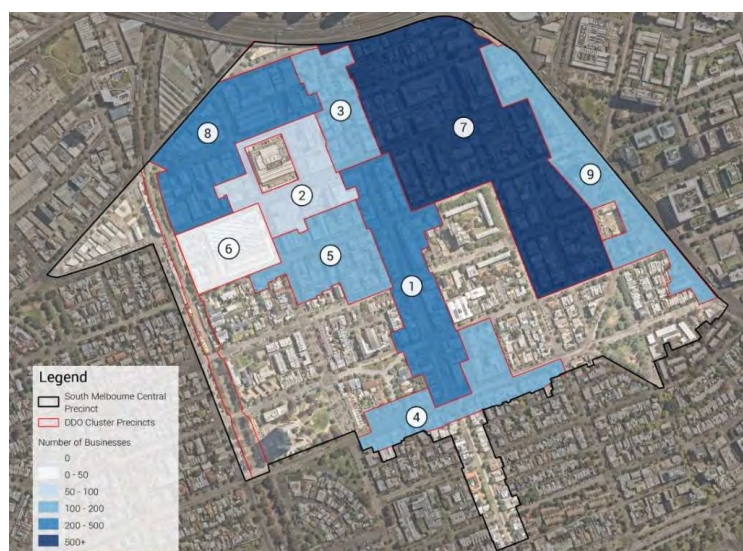 3
8
7
9
2
6
5
1
4
Legend
South Melbourne Central
Precinct
DDO Cluster Precincts
Number of Businesses
0
0 - 50
50 - 100
100 - 200
200 - 500
500+